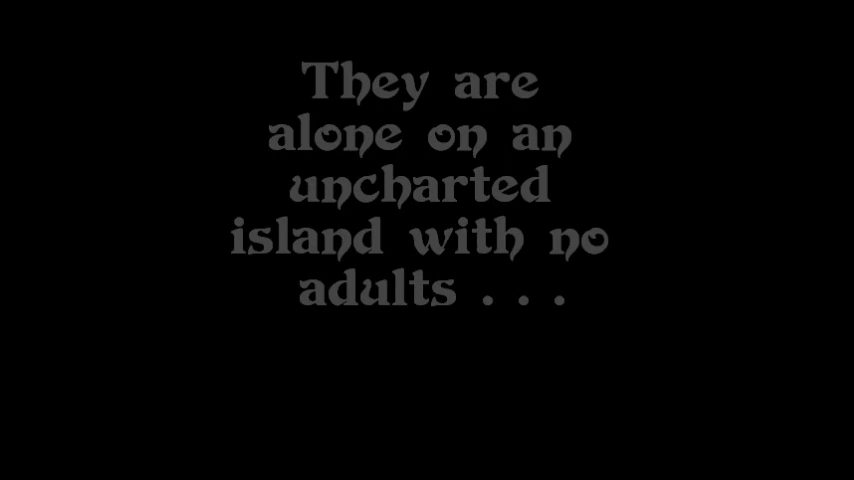 They are
alone on an
uncharted
island with no
adults . . .